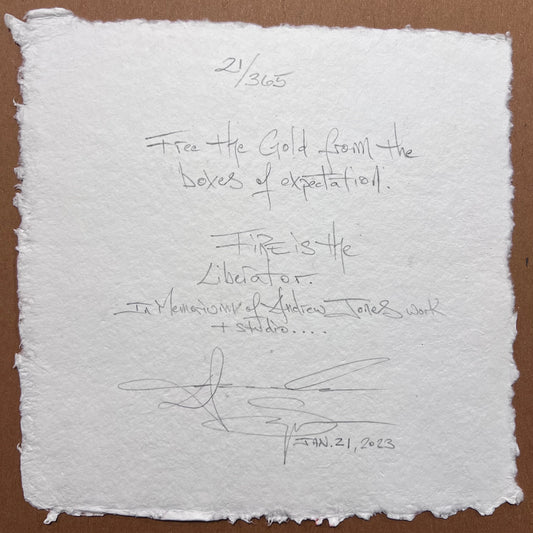 21/365
Free the Gold from the
boxes of expectation.
FIRE is the
Liberator.
In Memorium of Andrew Jones work
+ studio....
JAN. 21, 2023